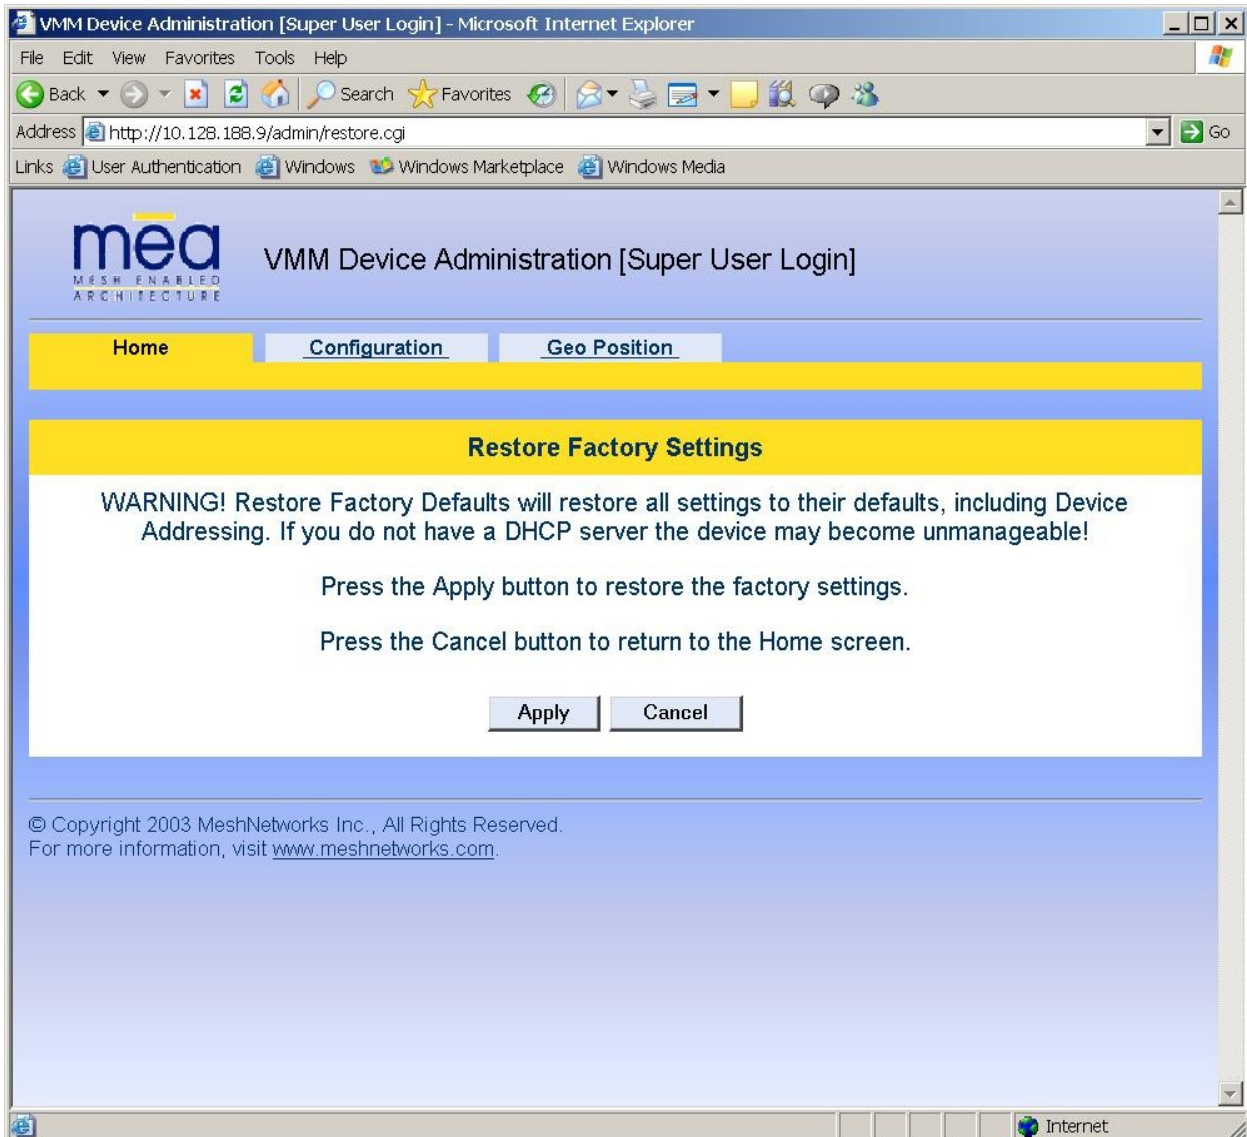 VMM Device Administration [Super User Login] - Microsoft Internet Explorer
File Edit View Favorites Tools Help
Back Search Favorites
Address http://10.128.188.9/admin/restore.cgi Go
Links User Authentication Windows Windows Marketplace Windows Media
mēa
MESH ENABLED
ARCHITECTURE
VMM Device Administration [Super User Login]
Home Configuration Geo Position
Restore Factory Settings
WARNING! Restore Factory Defaults will restore all settings to their defaults, including Device
Addressing. If you do not have a DHCP server the device may become unmanageable!
Press the Apply button to restore the factory settings.
Press the Cancel button to return to the Home screen.
Apply Cancel
© Copyright 2003 MeshNetworks Inc., All Rights Reserved.
For more information, visit www.meshnetworks.com.
Internet